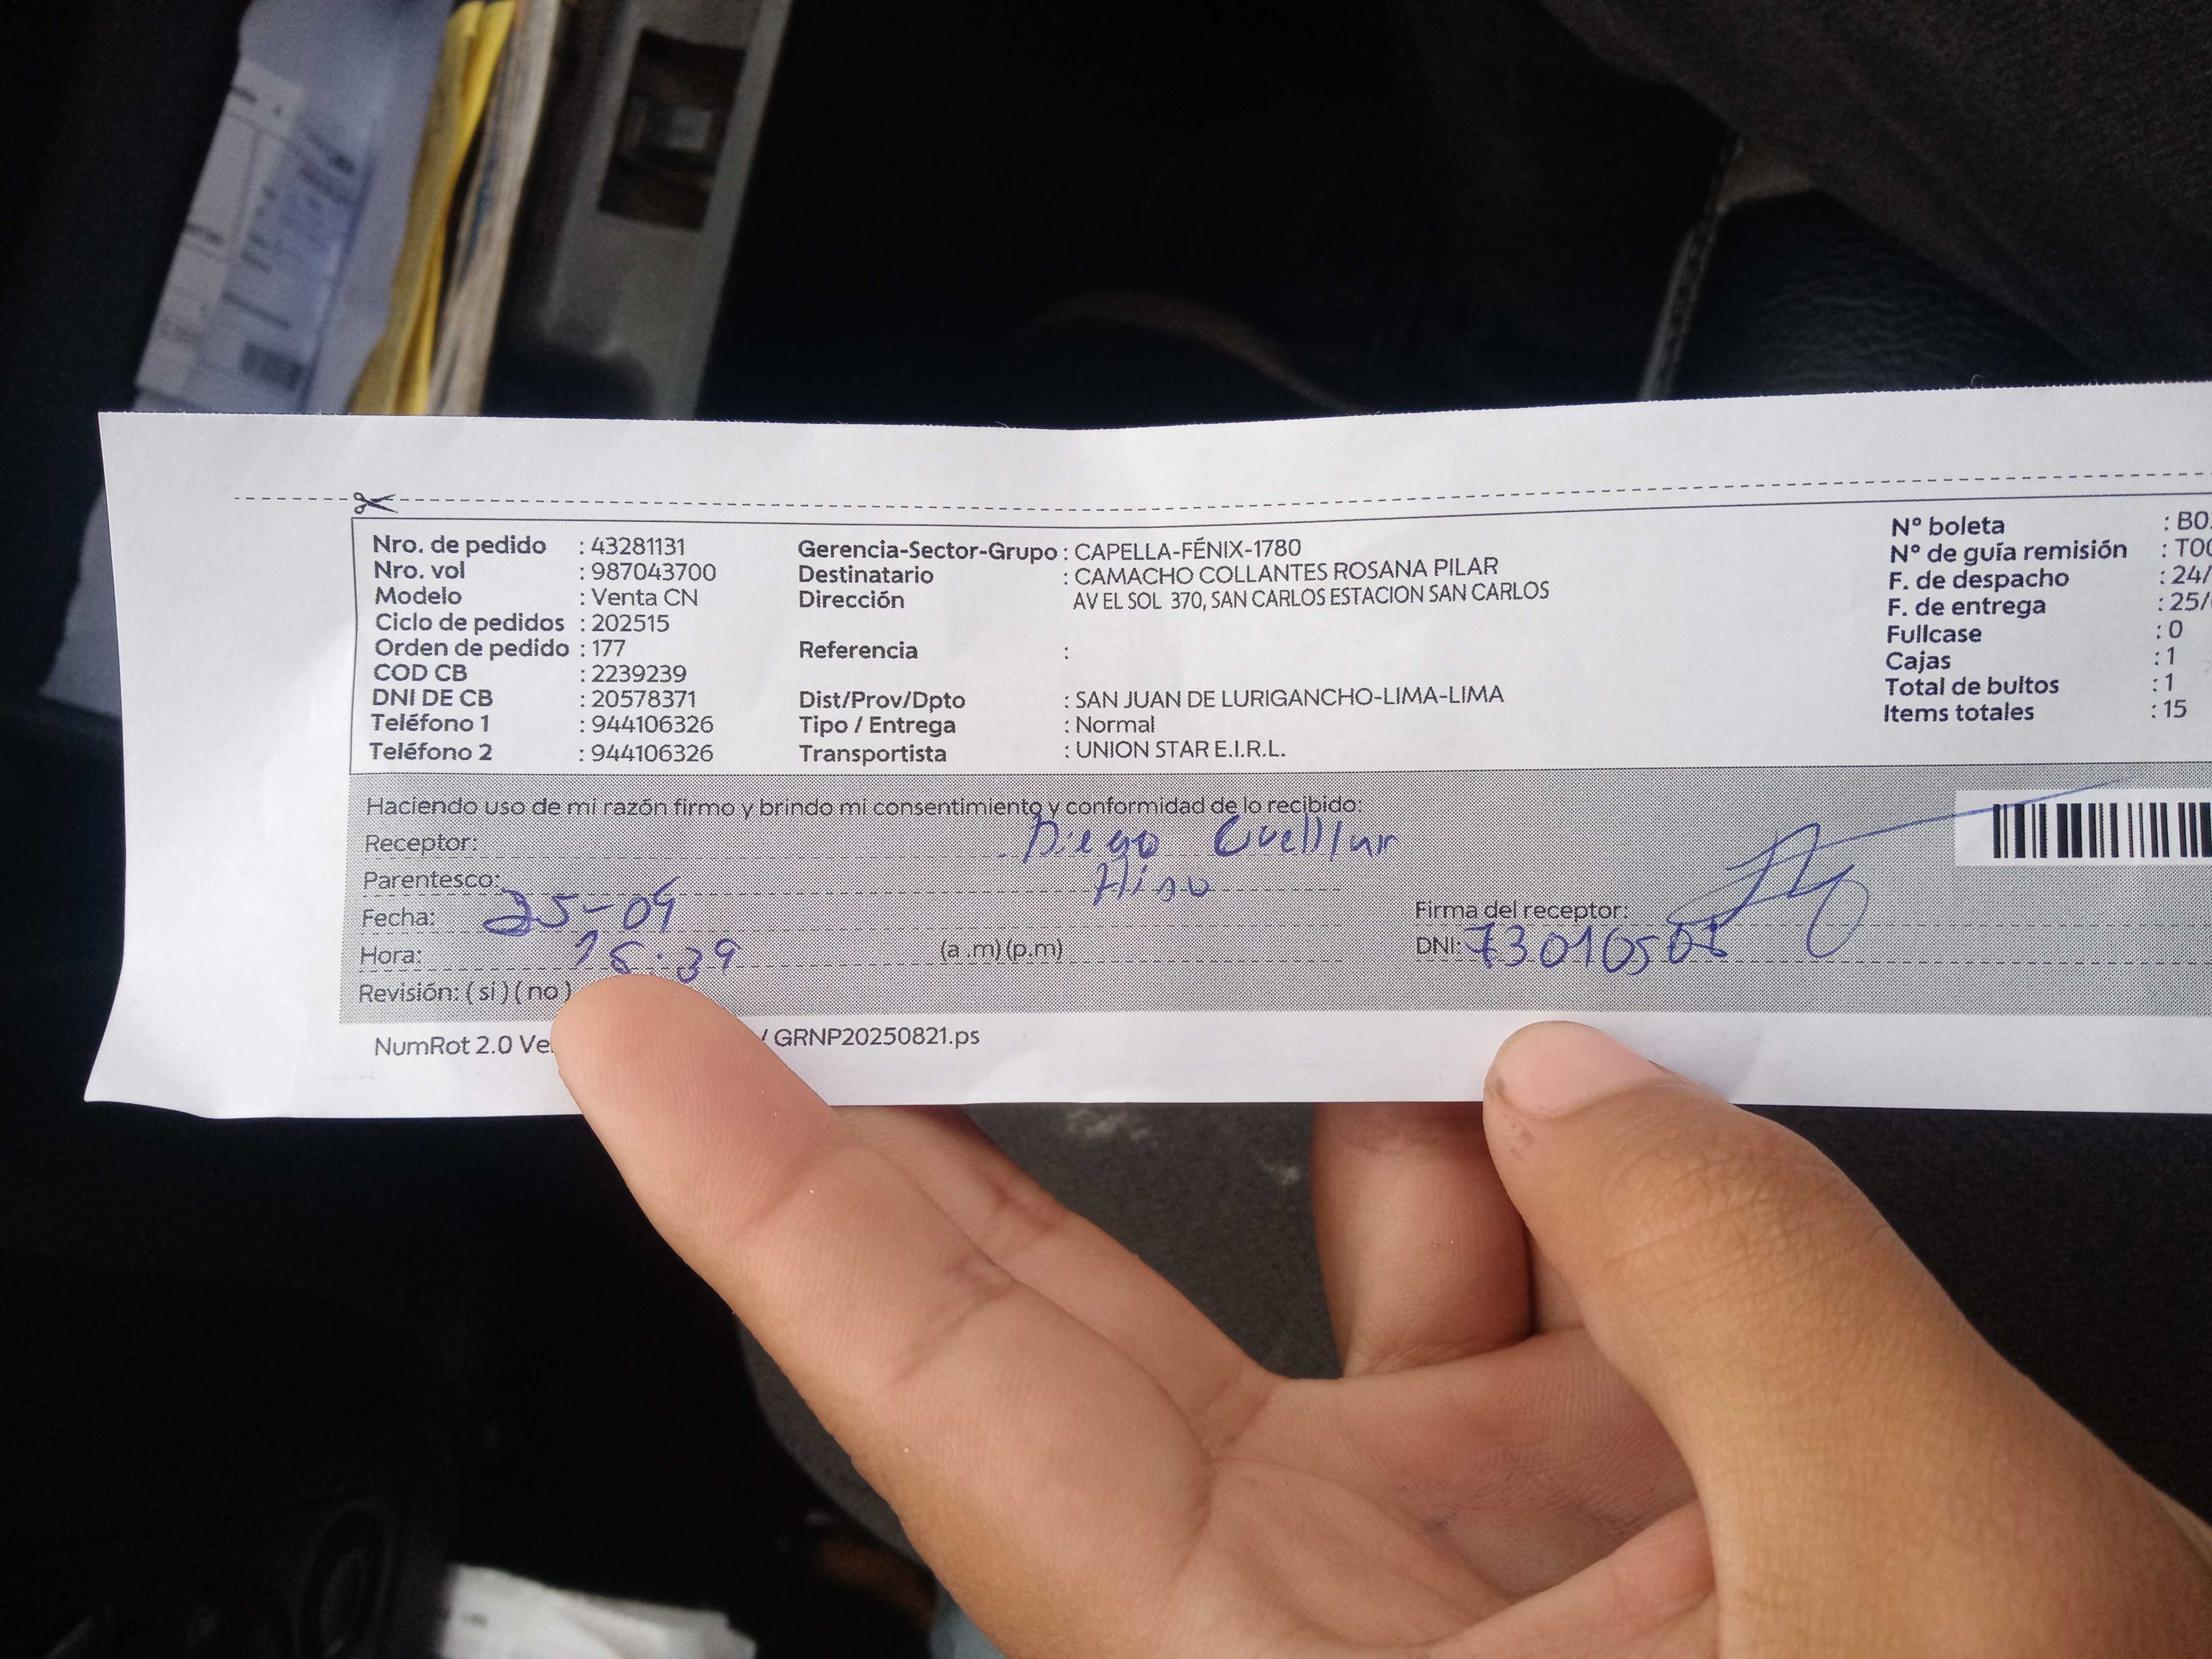 Nro. de pedido : 43281131
Nro. vol : 987043700
Modelo : Venta CN
Ciclo de pedidos : 202515
Orden de pedido : 177
COD CB : 2239239
DNI DE CB : 20578371
Teléfono 1 : 944106326
Teléfono 2 : 944106326
Gerencia-Sector-Grupo : CAPELLA-FÉNIX-1780
Destinatario : CAMACHO COLLANTES ROSANA PILAR
Dirección AV EL SOL 370, SAN CARLOS ESTACION SAN CARLOS
Referencia :
Dist/Prov/Dpto : SAN JUAN DE LURIGANCHO-LIMA-LIMA
Tipo / Entrega : Normal
Transportista : UNION STAR E.I.R.L.
N° boleta : B0
N° de guía remisión : T00
F. de despacho : 24/
F. de entrega : 25/
Fullcase : 0
Cajas : 1
Total de bultos : 1
Items totales : 15
Haciendo uso de mi razón firmo y brindo mi consentimiento y conformidad de lo recibido:
Receptor: Diego
Parentesco: Hijo
Fecha: 25-09
Hora: (a.m)(p.m)
Revisión: (si)(no)
Firma del receptor:
DNI:
NumRot 2.0 Ve / GRNP20250821.ps